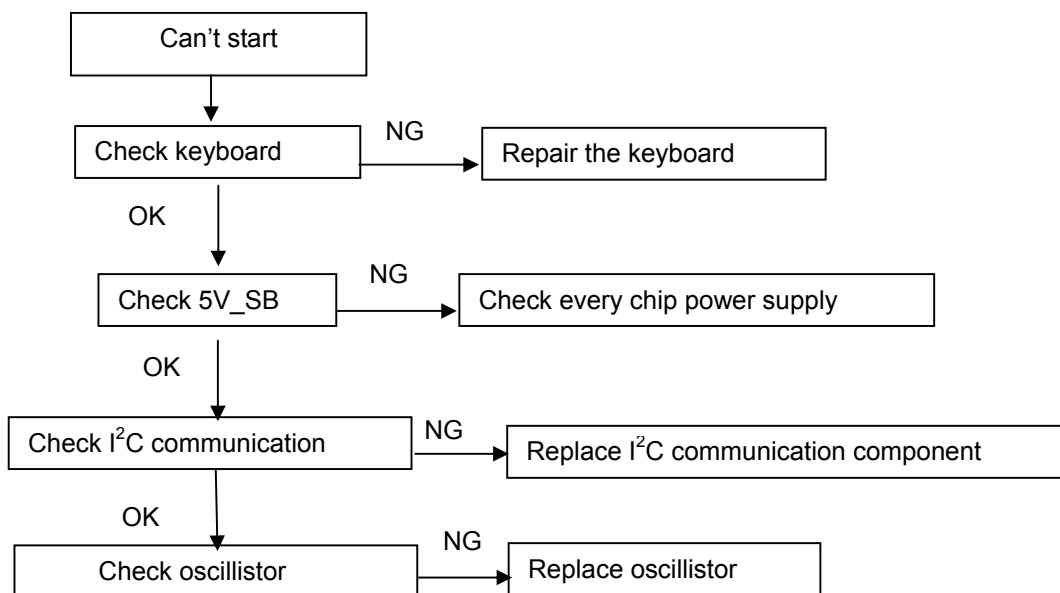 Can’t start
NG
Check keyboard
Repair the keyboard
OK
NG
Check 5V_SB
Check every chip power supply
OK
NG
Check I²C communication
Replace I²C communication component
OK
NG
Check oscillistor
Replace oscillistor